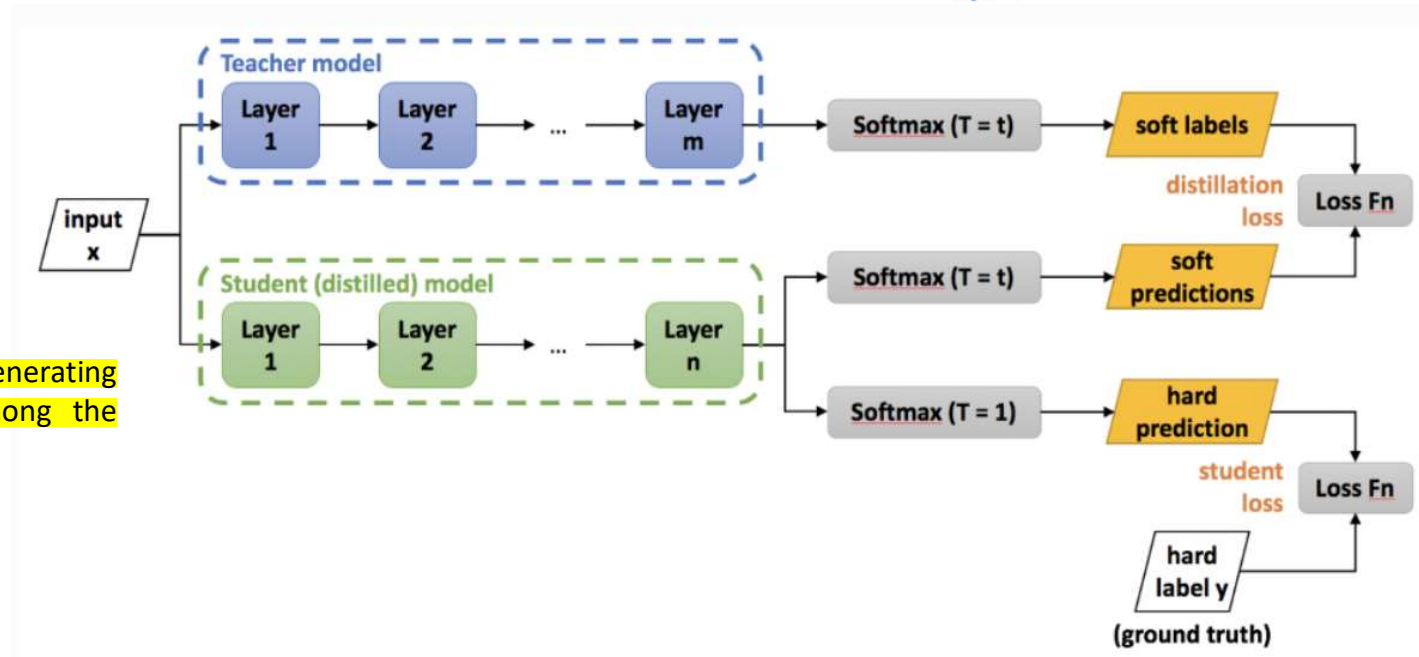 Teacher model
Layer
1
Layer
2
...
Layer
m
Softmax (T = t)
soft labels
distillation
loss
Loss Fn
input
x
Student (distilled) model
Layer
1
Layer
2
...
Layer
n
Softmax (T = t)
soft
predictions
Softmax (T = 1)
hard
prediction
student
loss
Loss Fn
hard
label y
(ground truth)
enerating
ong the